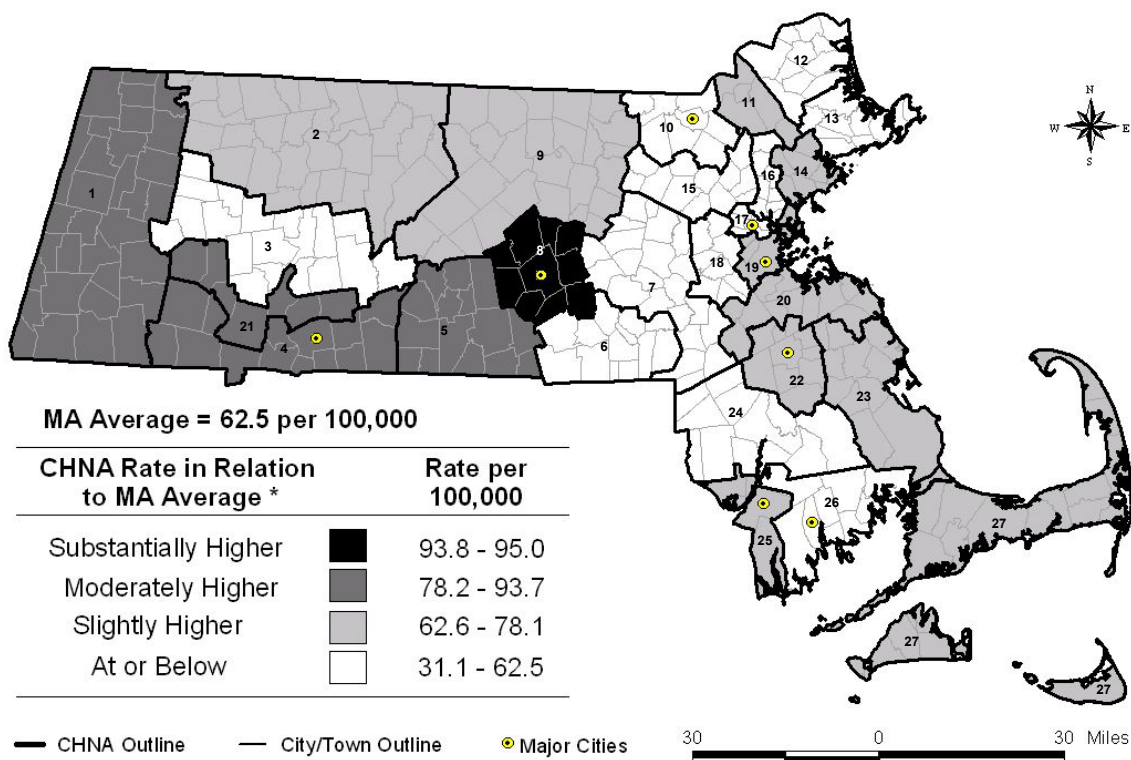 12
11
N
W E
S
10
13
2
9
16
14
15
1
17
8
3
18
19
7
20
21
5
6
4
22
23
24
MA Average = 62.5 per 100,000
CHNA Rate in Relation to MA Average *
Rate per 100,000
Substantially Higher 93.8 - 95.0
Moderately Higher 78.2 - 93.7
Slightly Higher 62.6 - 78.1
At or Below 31.1 - 62.5
26
25
27
27
27
CHNA Outline City/Town Outline Major Cities
30 0 30 Miles